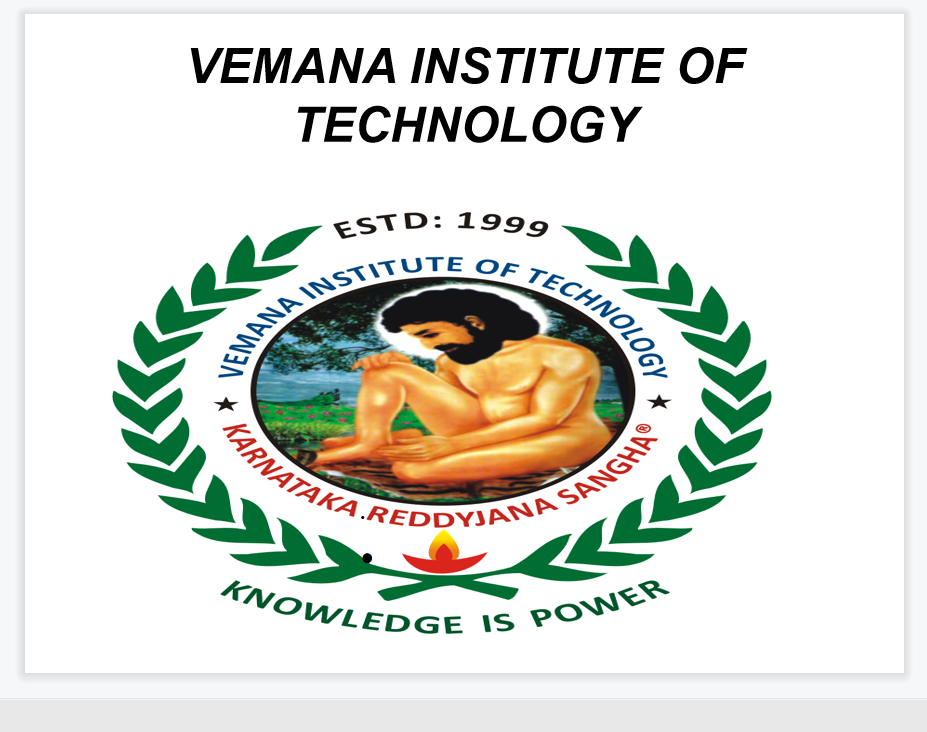 VEMANA INSTITUTE OF
TECHNOLOGY
ESTD: 1999
VEMANA INSTITUTE OF TECHNOLOGY
KARNATAKA.REDDYJANA SANGHA®
KNOWLEDGE IS POWER